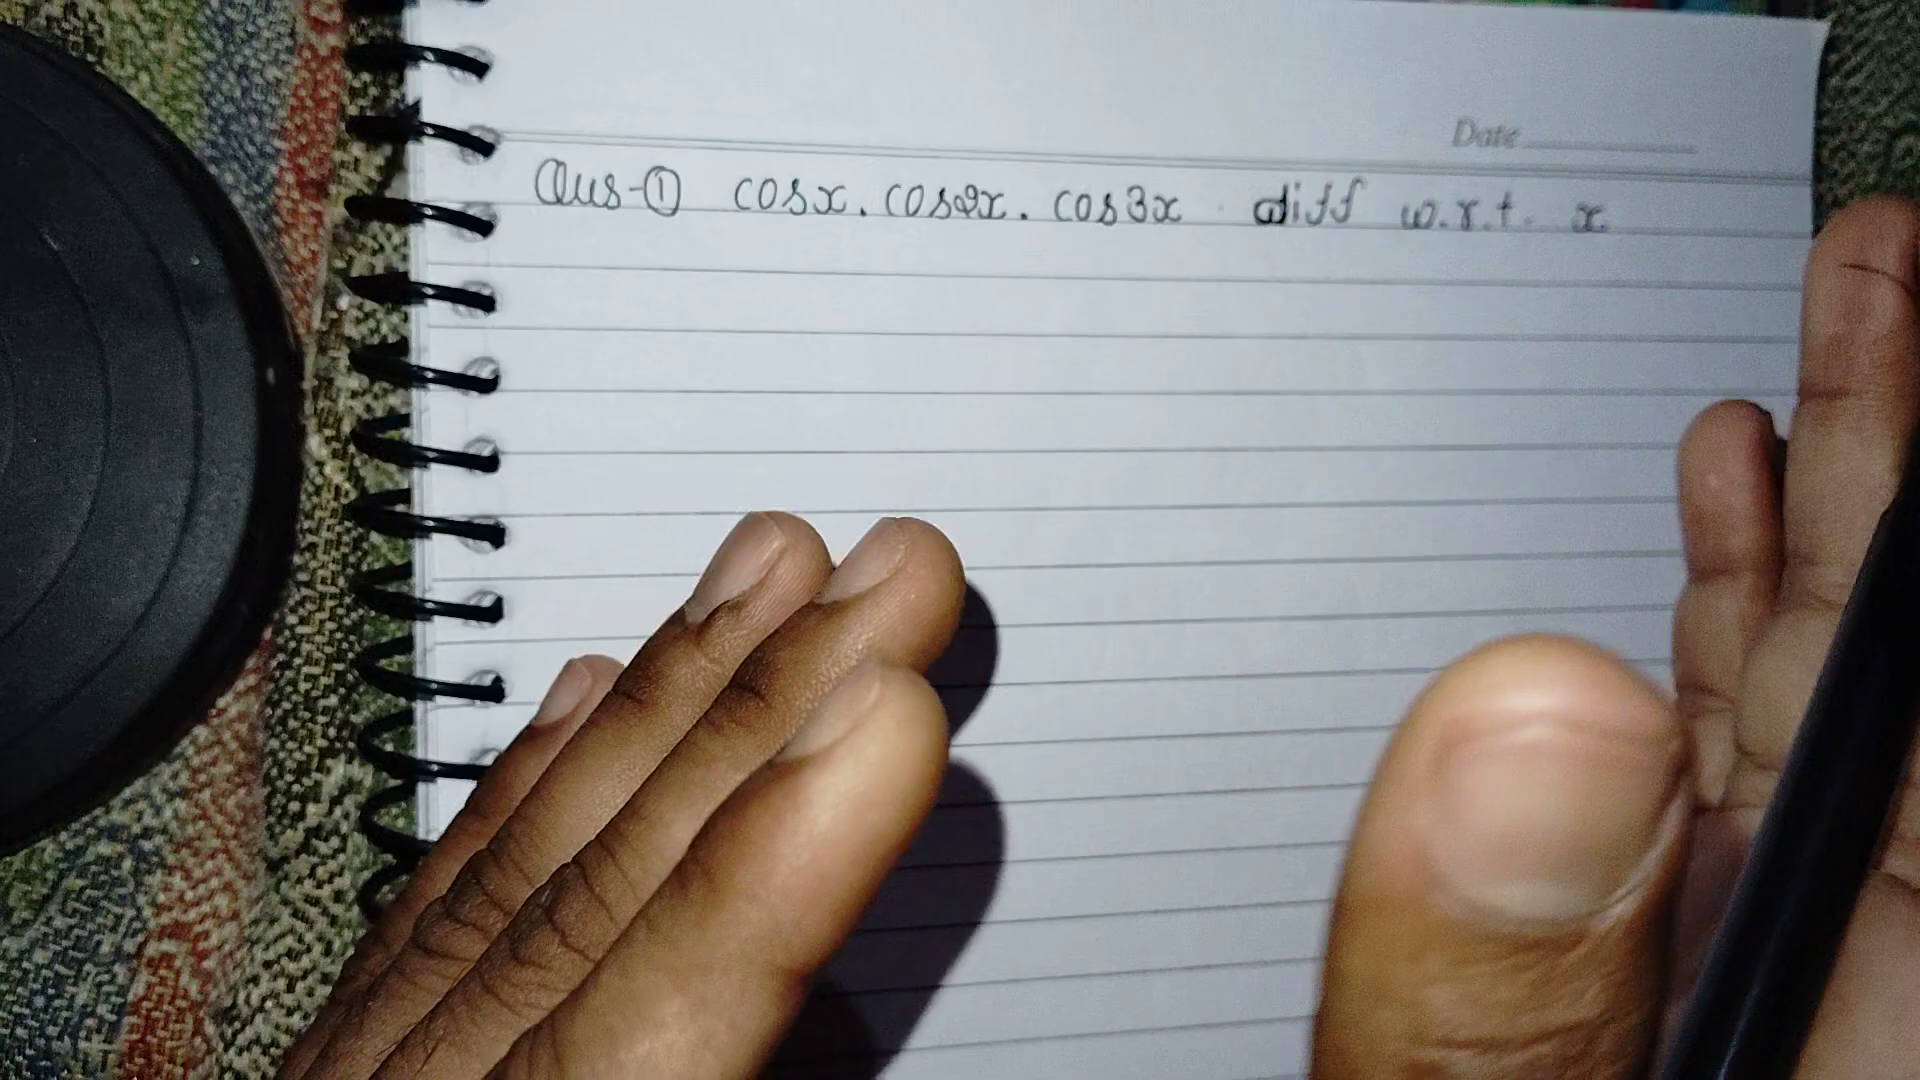 Date
Qus-① cosx. cos2x. cos3x diff w.r.t. x